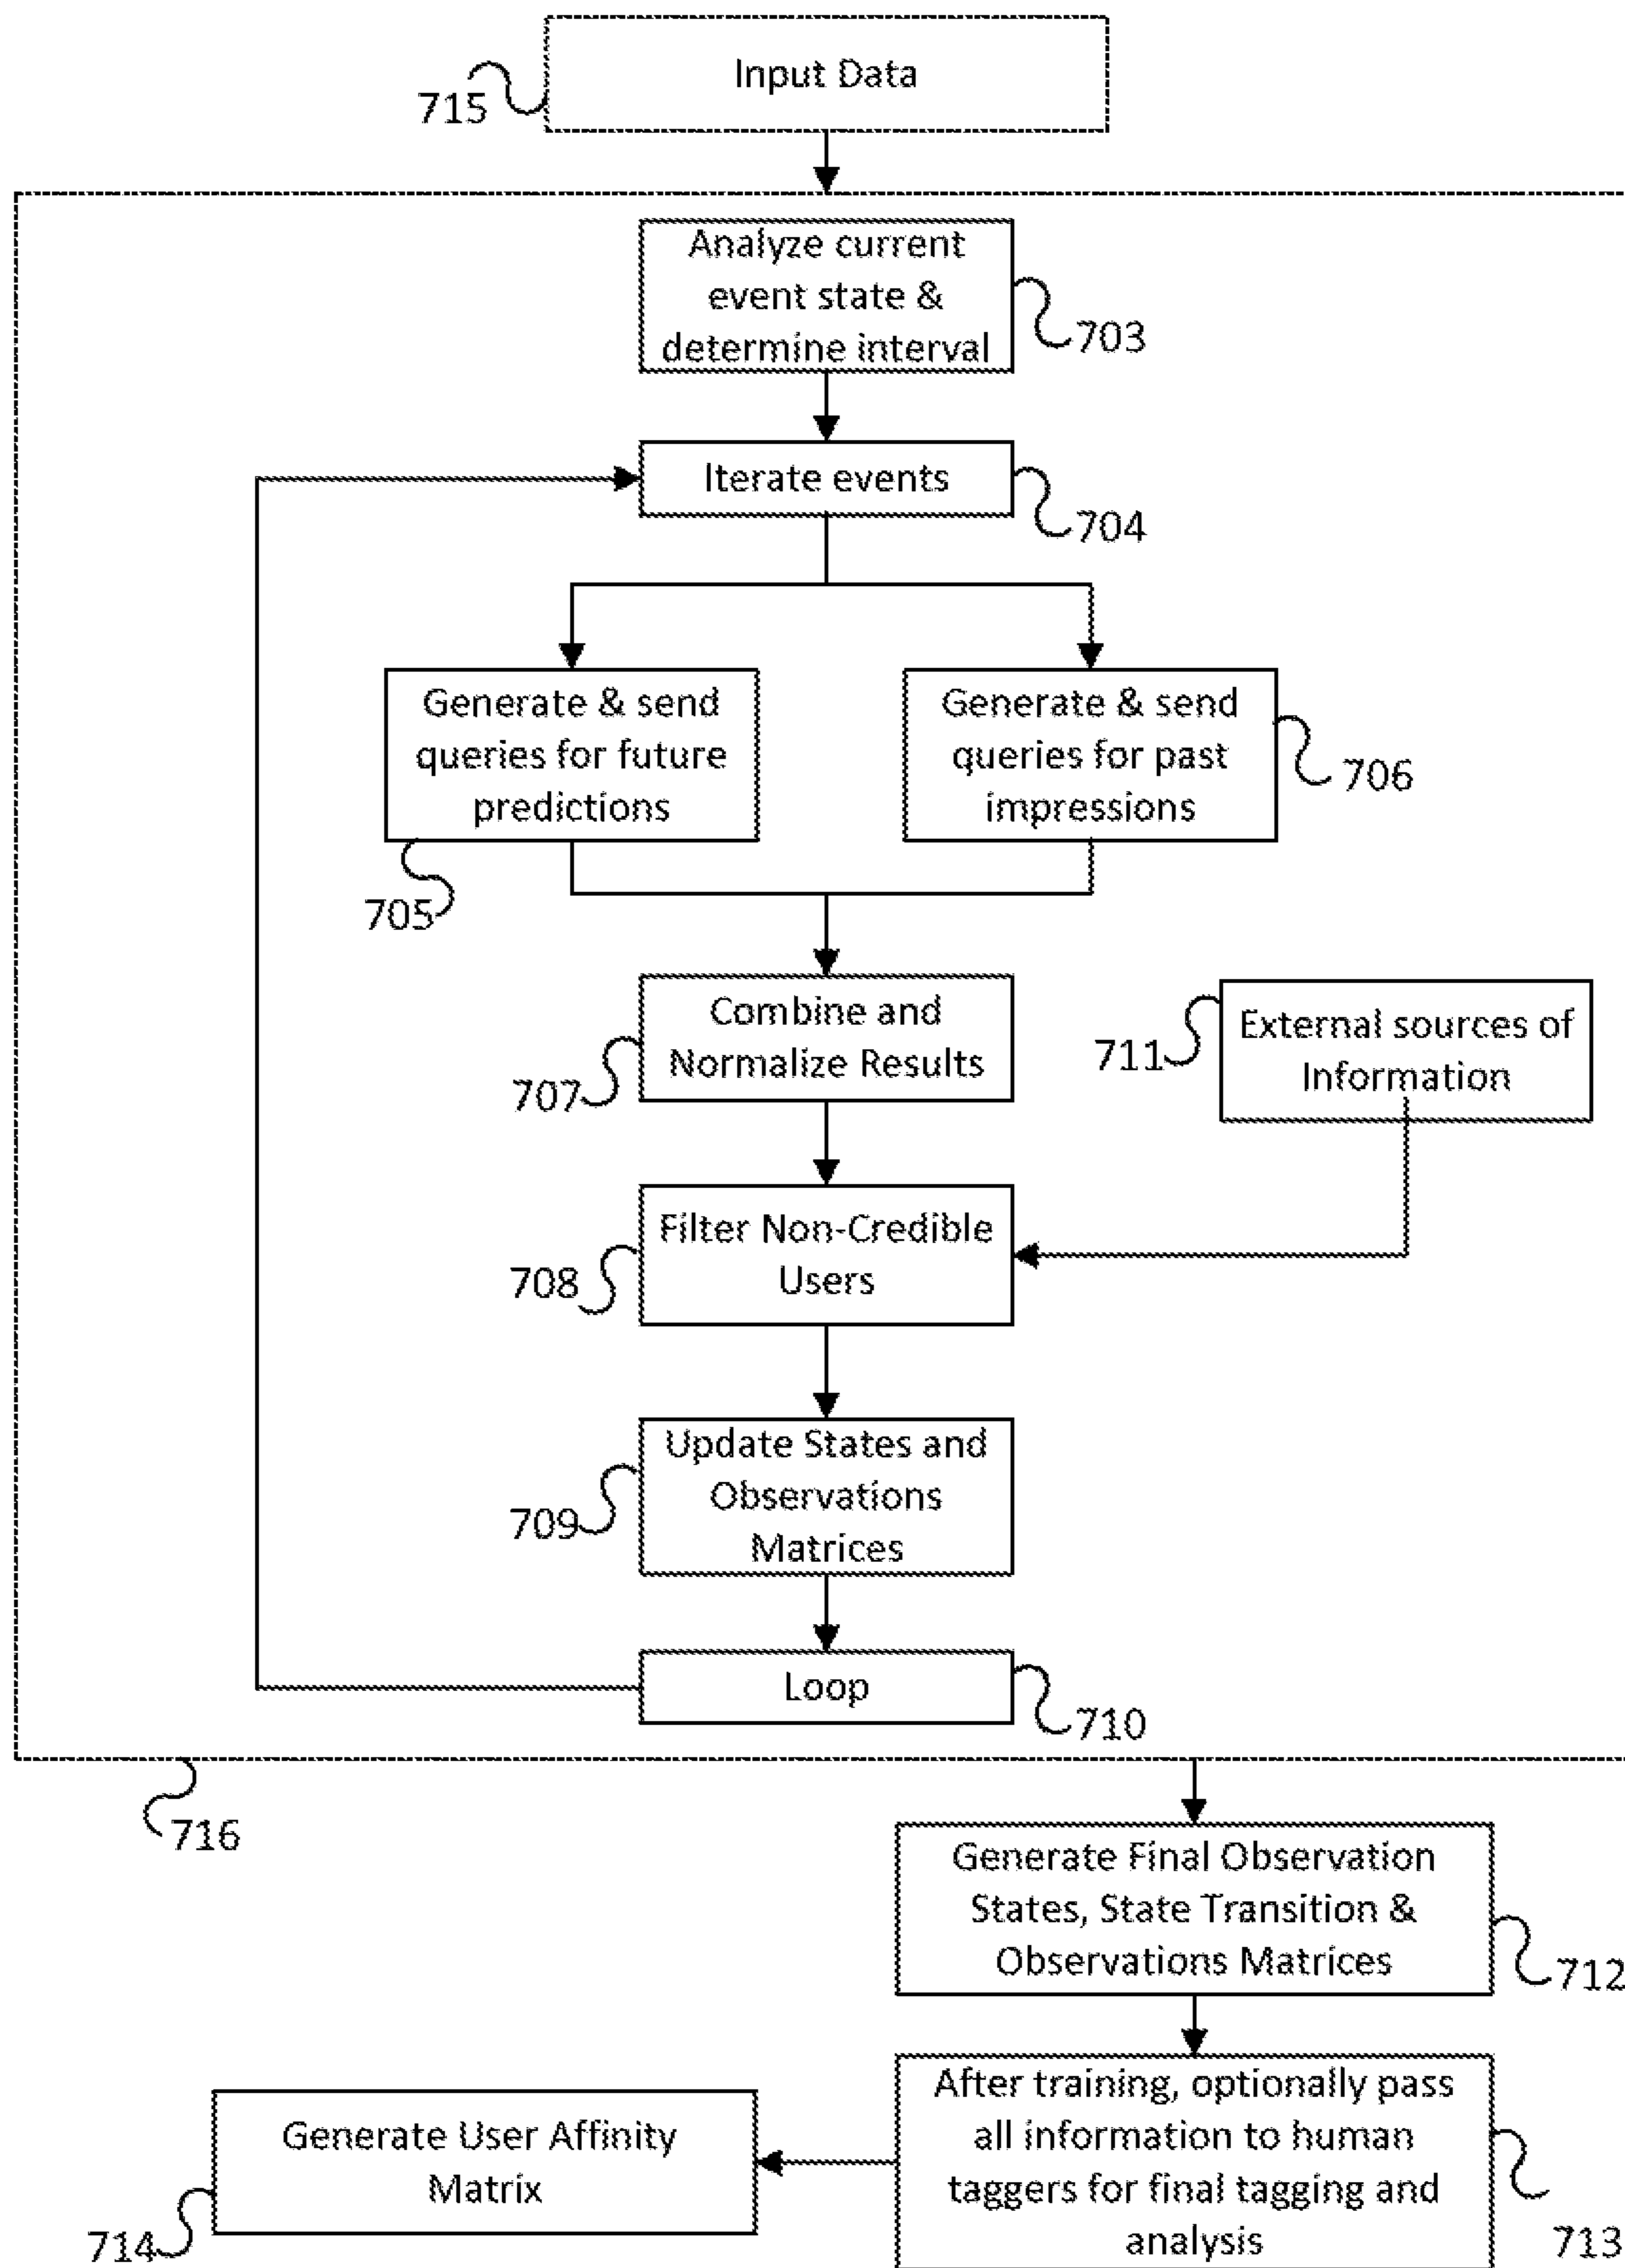 Input Data
715
Analyze current
event state &
determine interval
703
Iterate events
704
Generate & send
queries for future
predictions
705
Generate & send
queries for past
impressions
706
Combine and
Normalize Results
707
External sources of
Information
711
Filter Non-Credible
Users
708
Update States and
Observations
Matrices
709
Loop
710
716
Generate Final Observation
States, State Transition &
Observations Matrices
712
After training, optionally pass
all information to human
taggers for final tagging and
analysis
713
Generate User Affinity
Matrix
714